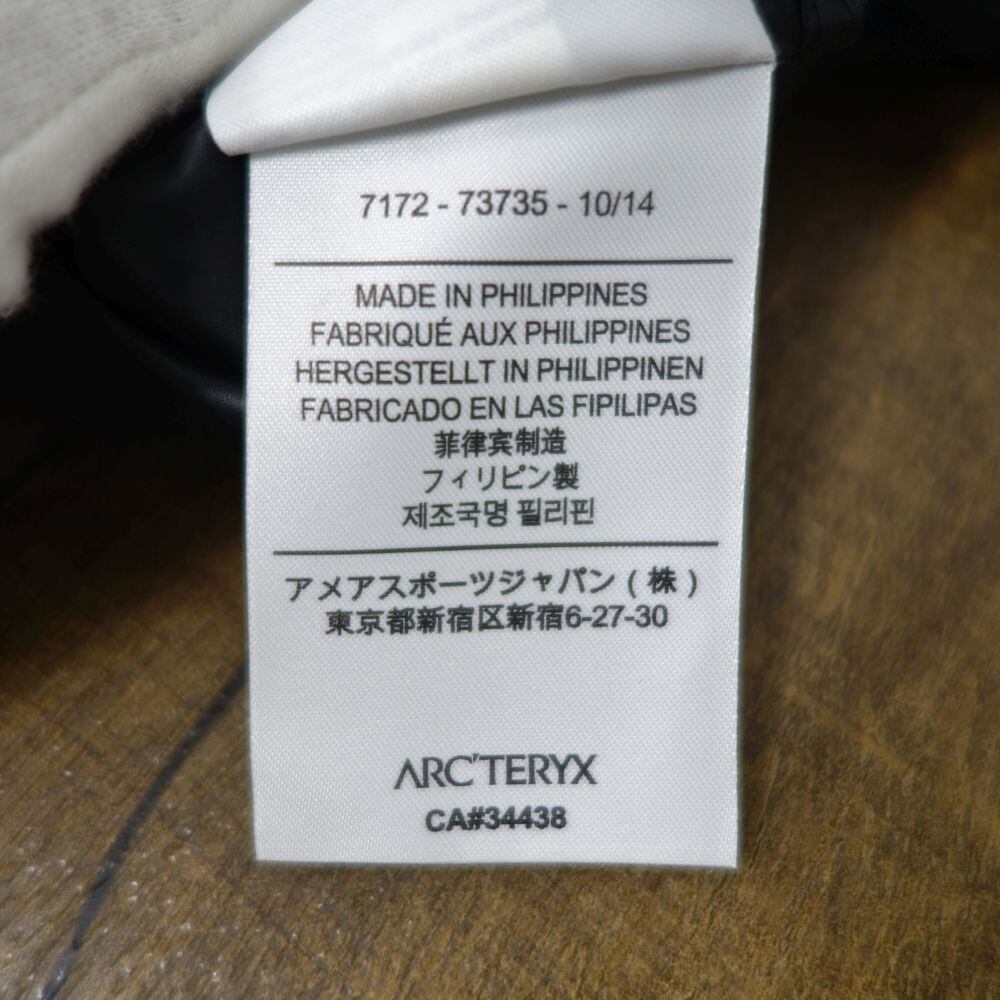 7172 - 73735 - 10/14
MADE IN PHILIPPINES
FABRIQUÉ AUX PHILIPPINES
HERGESTELLT IN PHILIPPINEN
FABRICADO EN LAS FIPILIPAS
菲律宾制造
フィリピン製
제조국명 필리핀
アメアスポーツジャパン ( 株 )
東京都新宿区新宿6-27-30
ARC'TERYX
CA#34438